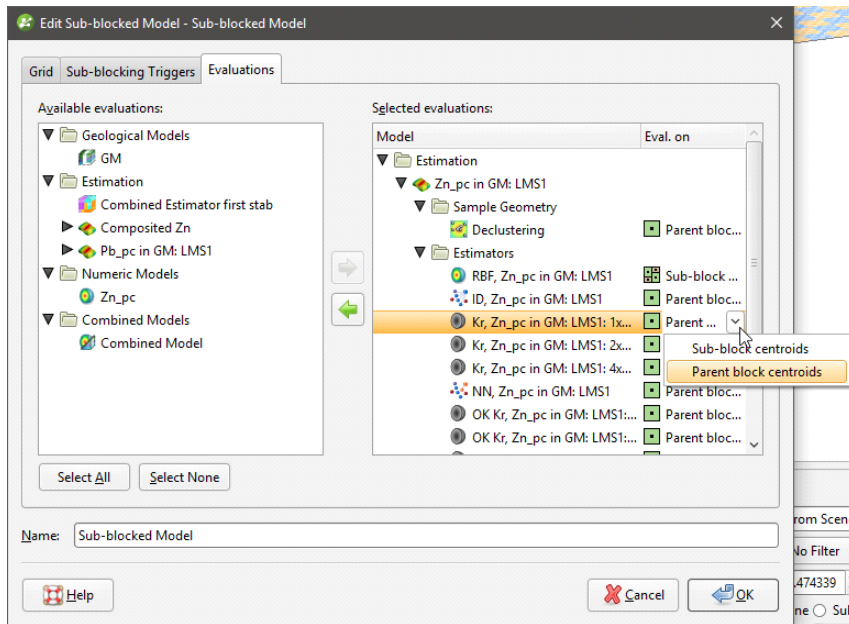 Edit Sub-blocked Model - Sub-blocked Model
Grid Sub-blocking Triggers Evaluations
Available evaluations:
Geological Models
GM
Estimation
Combined Estimator first stab
Composited Zn
Pb_pc in GM: LMS1
Numeric Models
Zn_pc
Combined Models
Combined Model
Select All Select None
Selected evaluations:
Model Eval. on
Estimation
Zn_pc in GM: LMS1
Sample Geometry
Declustering Parent bloc...
Estimators
RBF, Zn_pc in GM: LMS1 Sub-block ...
ID, Zn_pc in GM: LMS1 Parent bloc...
Kr, Zn_pc in GM: LMS1: 1x... Parent ...
Sub-block centroids
Parent block centroids
Kr, Zn_pc in GM: LMS1: 2x...
Kr, Zn_pc in GM: LMS1: 4x...
NN, Zn_pc in GM: LMS1 Parent bloc...
OK Kr, Zn_pc in GM: LMS1:... Parent bloc...
OK Kr, Zn_pc in GM: LMS1:... Parent bloc...
Name: Sub-blocked Model
Help Cancel OK
rom Scen
No Filter
.474339
ne Sul